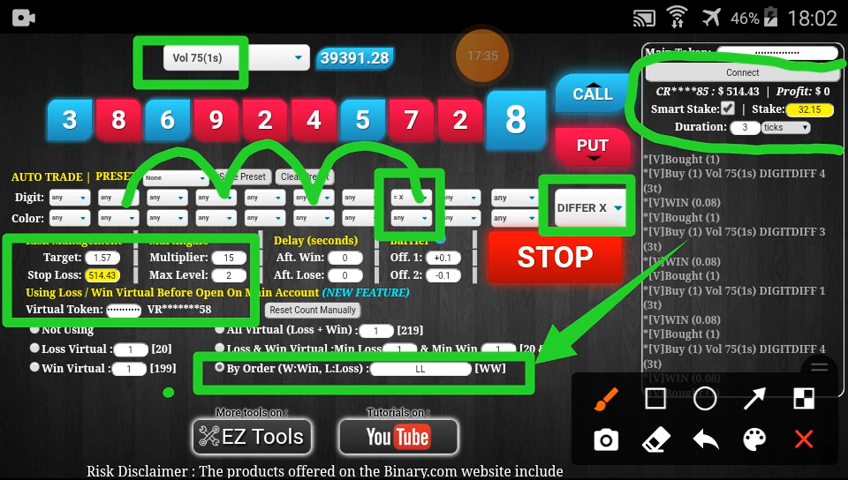 46% 18:02
Vol 75(1s) 39391.28 17:35
Main Token: ••••••••••••••
Connect
CR****85 : $ 514.43 | Profit: $ 0
Smart Stake: | Stake: 32.15
Duration: 3 ticks
3 8 6 9 2 4 5 7 2 8
CALL
PUT
AUTO TRADE | PRESET None Clear Preset
Digit: any any any any any any any = X any any
Color: any any any any any any any any any any
DIFFER X
Risk Management Martingale Delay (seconds) Barrier
Target: 1.57 Multiplier: 15 Aft. Win: 0 Off. 1: +0.1
Stop Loss: 514.43 Max Level: 2 Aft. Lose: 0 Off. 2: -0.1
STOP
Using Loss / Win Virtual Before Open On Main Account (NEW FEATURE)
Virtual Token: ••••••••••• VR*******58 Reset Count Manually
Not Using All Virtual (Loss + Win) : 1 [219]
Loss Virtual : 1 [20] Loss & Win Virtual :Min Loss 1 & Min Win 1 [20 &
Win Virtual : 1 [199] By Order (W:Win, L:Loss) : LL [WW]
*[V]Bought (1)
*[V]Buy (1) Vol 75(1s) DIGITDIFF 4
(3t)
*[V]WIN (0.08)
*[V]Bought (1)
*[V]Buy (1) Vol 75(1s) DIGITDIFF 3
(3t)
*[V]WIN (0.08)
*[V]Bought (1)
*[V]Buy (1) Vol 75(1s) DIGITDIFF 1
(3t)
*[V]WIN (0.08)
*[V]Bought (1)
*[V]Buy (1) Vol 75(1s) DIGITDIFF 4
(3t)
*[V]WIN (0.08)
More tools on :
EZ Tools
Tutorials on :
YouTube
Risk Disclaimer : The products offered on the Binary.com website include